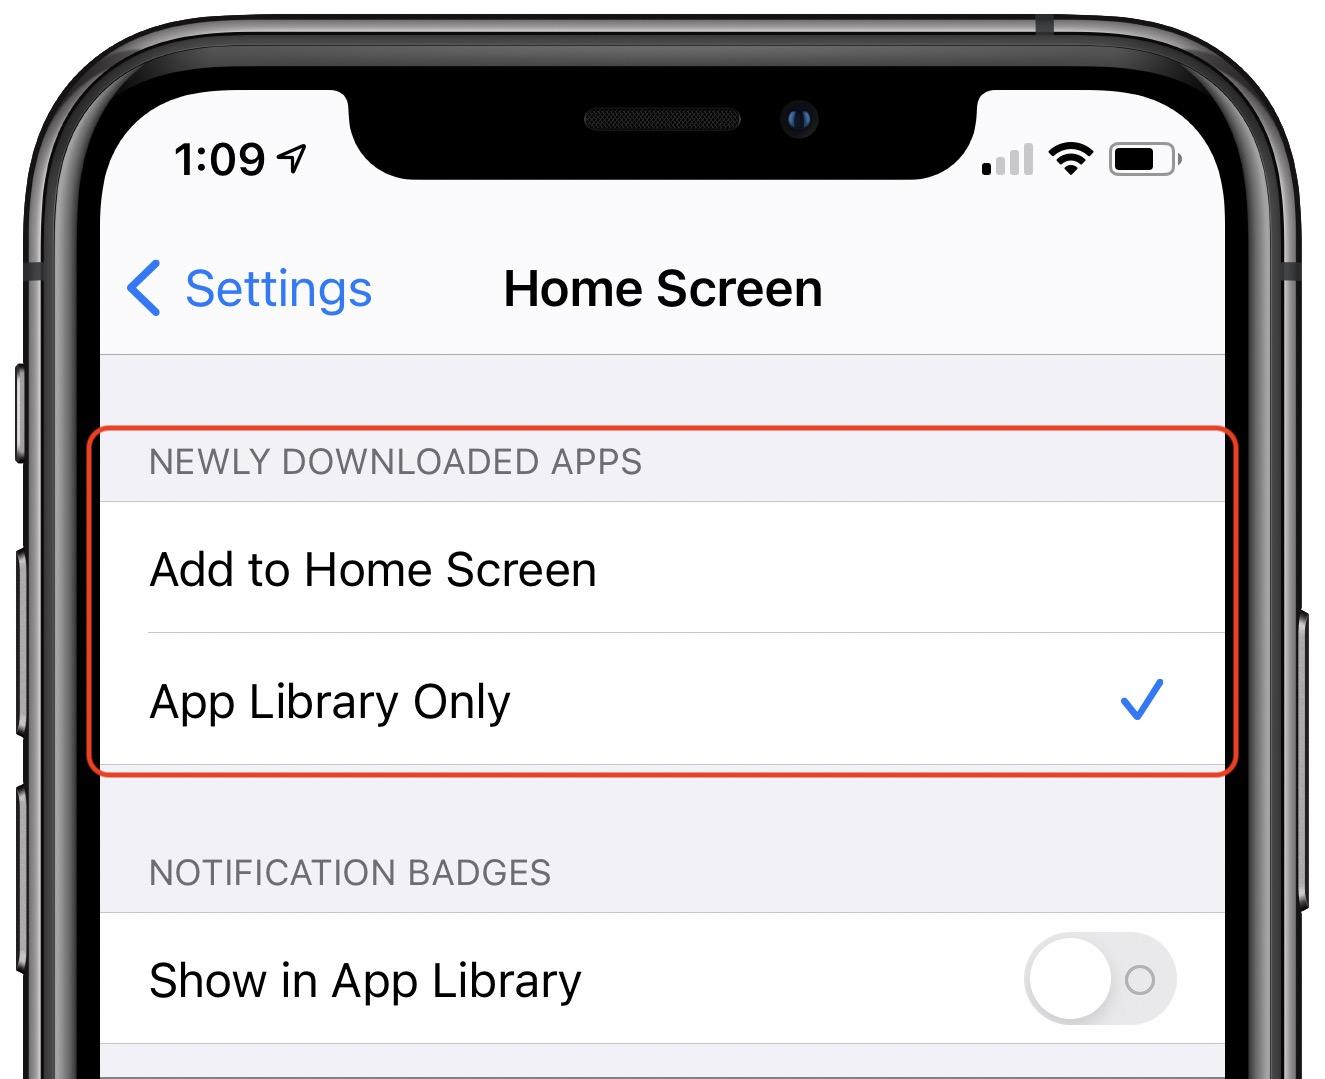 1:09
Settings
Home Screen
NEWLY DOWNLOADED APPS
Add to Home Screen
App Library Only
NOTIFICATION BADGES
Show in App Library